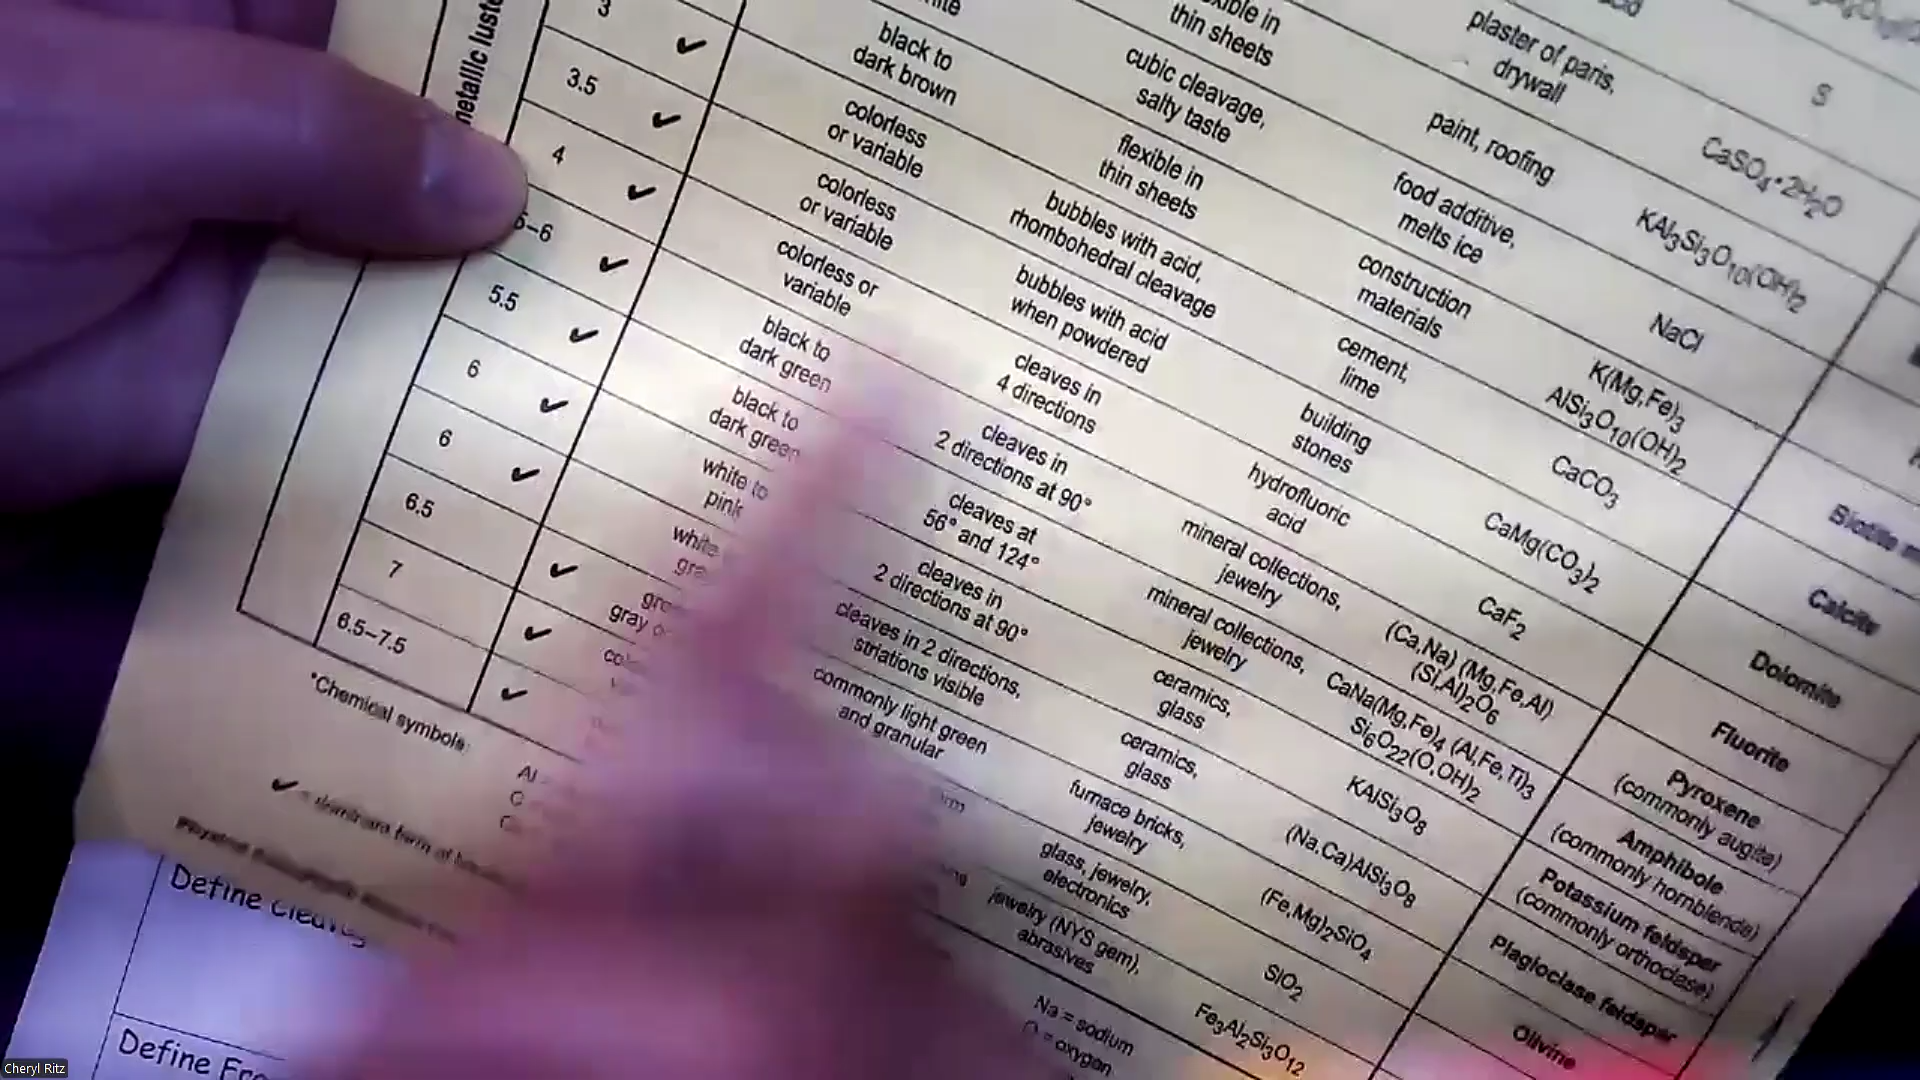 metallic luste
3
✔
thin sheets
plaster of paris,
drywall
S
3.5
✔
black to
dark brown
cubic cleavage,
salty taste
paint, roofing
CaSO4•2H2O
4
✔
colorless
or variable
flexible in
thin sheets
food additive,
melts ice
KAl3Si3O10(OH)2
5–6
✔
colorless
or variable
bubbles with acid,
rhombohedral cleavage
construction
materials
NaCl
5.5
✔
colorless or
variable
bubbles with acid
when powdered
cement,
lime
K(Mg,Fe)3
AlSi3O10(OH)2
Biotite
6
✔
black to
dark green
cleaves in
4 directions
building
stones
CaCO3
Calcite
6
✔
black to
dark green
cleaves in
2 directions at 90°
hydrofluoric
acid
CaMg(CO3)2
Dolomite
6.5
✔
white to
pink
cleaves at
56° and 124°
mineral collections,
jewelry
CaF2
Fluorite
7
✔
white
cleaves in
2 directions at 90°
mineral collections,
jewelry
(Ca,Na) (Mg,Fe,Al)
(Si,Al)2O6
Pyroxene
(commonly augite)
6.5–7.5
✔
gray
cleaves in 2 directions,
striations visible
ceramics,
glass
CaNa(Mg,Fe)4 (Al,Fe,Ti)3
Si6O22(O,OH)2
Amphibole
(commonly hornblende)
commonly light green
and granular
ceramics,
glass
KAlSi3O8
Potassium feldspar
(commonly orthoclase)
furnace bricks,
jewelry
(Na,Ca)AlSi3O8
Plagioclase feldspar
glass, jewelry,
electronics
(Fe,Mg)2SiO4
Olivine
jewelry (NYS gem),
abrasives
SiO2
Fe3Al2Si3O12
*Chemical symbols:
Na = sodium
O = oxygen
✔ = dominant form of
Define Cleavag
Define Fra
Cheryl Ritz